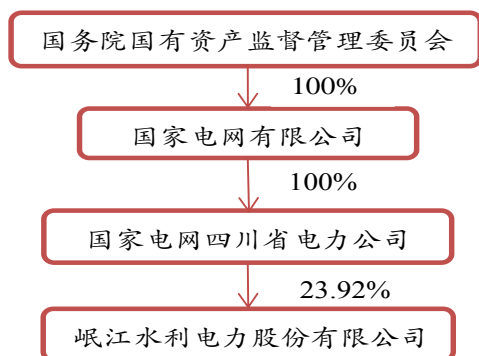 国务院国有资产监督管理委员会
100%
国家电网有限公司
100%
国家电网四川省电力公司
23.92%
岷江水利电力股份有限公司